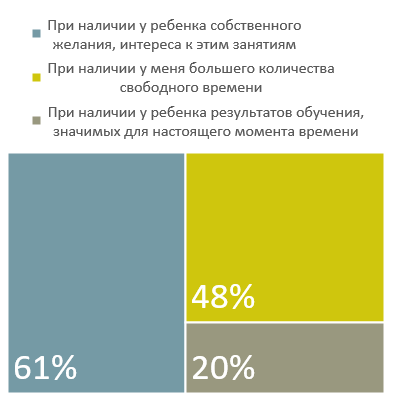 При наличии у ребенка собственного
желания, интереса к этим занятиям
При наличии у меня большего количества
свободного времени
При наличии у ребенка результатов обучения,
значимых для настоящего момента времени
48%
61%
20%